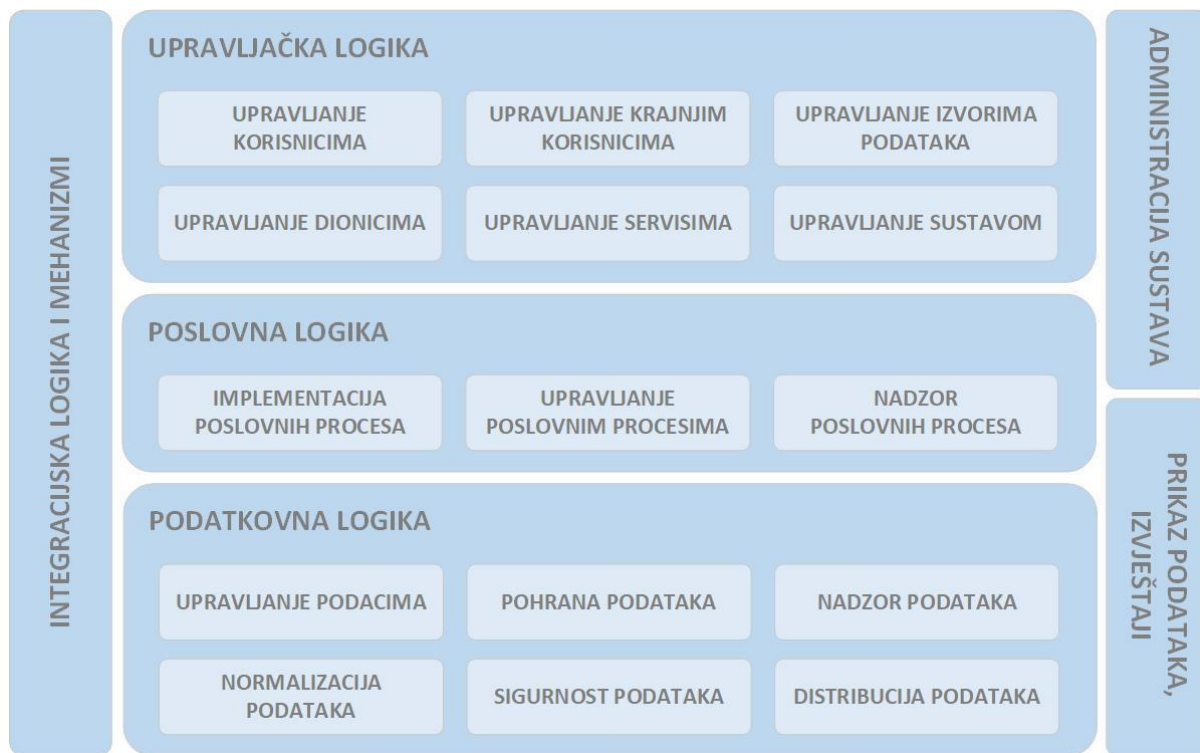 INTEGRACIJSKA LOGIKA I MEHANIZMI
UPRAVLJAČKA LOGIKA
UPRAVLJANJE
KORISNICIMA
UPRAVLJANJE KRAJNJIM
KORISNICIMA
UPRAVLJANJE IZVORIMA
PODATAKA
UPRAVLJANJE DIONICIMA
UPRAVLJANJE SERVISIMA
UPRAVLJANJE SUSTAVOM
POSLOVNA LOGIKA
IMPLEMENTACIJA
POSLOVNIH PROCESA
UPRAVLJANJE
POSLOVNIM PROCESIMA
NADZOR
POSLOVNIH PROCESA
PODATKOVNA LOGIKA
UPRAVLJANJE PODACIMA
POHRANA PODATAKA
NADZOR PODATAKA
NORMALIZACIJA
PODATAKA
SIGURNOST PODATAKA
DISTRIBUCIJA PODATAKA
ADMINISTRACIJA SUSTAVA
PRIKAZ PODATAKA,
IZVJEŠTAJI